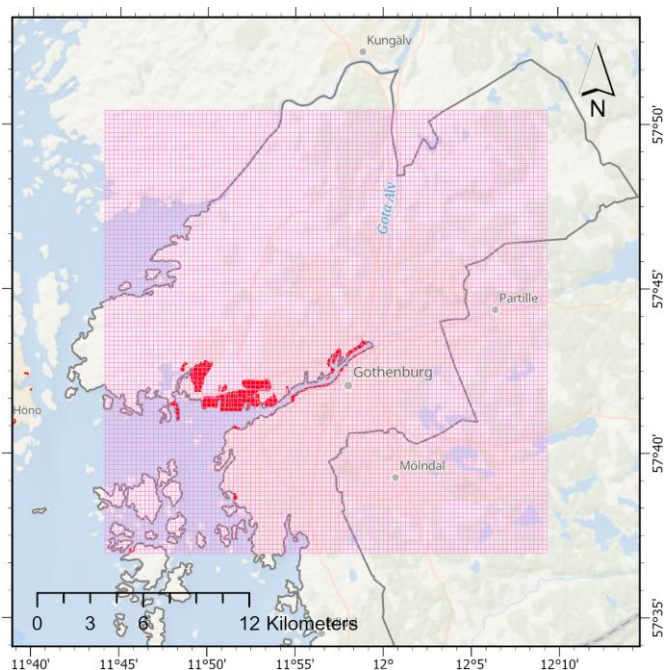 Kungälv
N
57°50'
Göta Älv
57°45'
Partille
Gothenburg
Hönö
57°40'
Mölndal
0 3 6 12 Kilometers
57°35'
11°40' 11°45' 11°50' 11°55' 12° 12°5' 12°10'